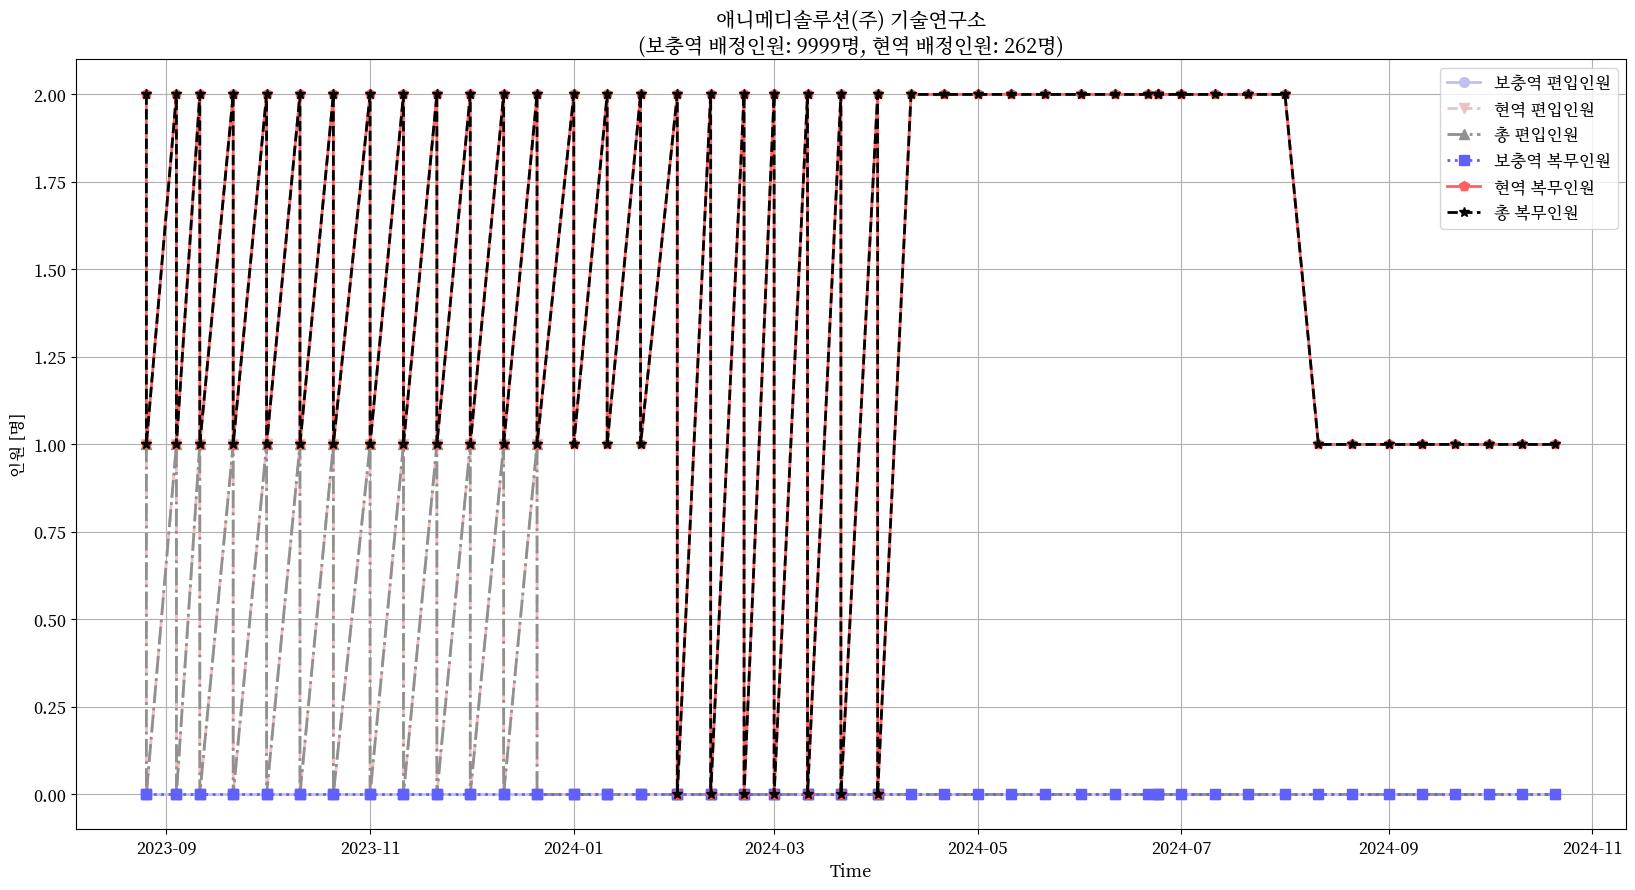 애니메디솔루션(주) 기술연구소
(보충역 배정인원: 9999명, 현역 배정인원: 262명)
보충역 편입인원
현역 편입인원
총 편입인원
보충역 복무인원
현역 복무인원
총 복무인원
인원 [명]
2.00
1.75
1.50
1.25
1.00
0.75
0.50
0.25
0.00
2023-09 2023-11 2024-01 2024-03 2024-05 2024-07 2024-09 2024-11
Time